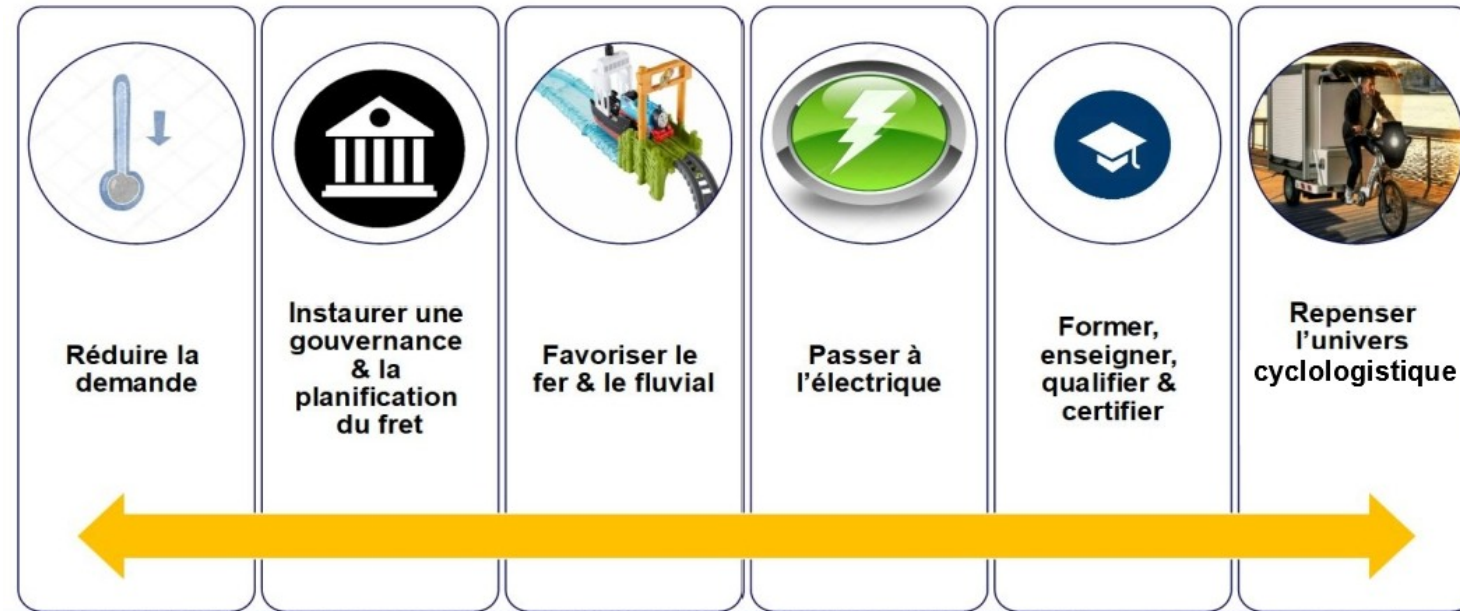 Réduire la
demande
Instaurer une
gouvernance
& la
planification
du fret
Favoriser le
fer & le fluvial
Passer à
l’électrique
Former,
enseigner,
qualifier &
certifier
Repenser
l’univers
cyclologistique